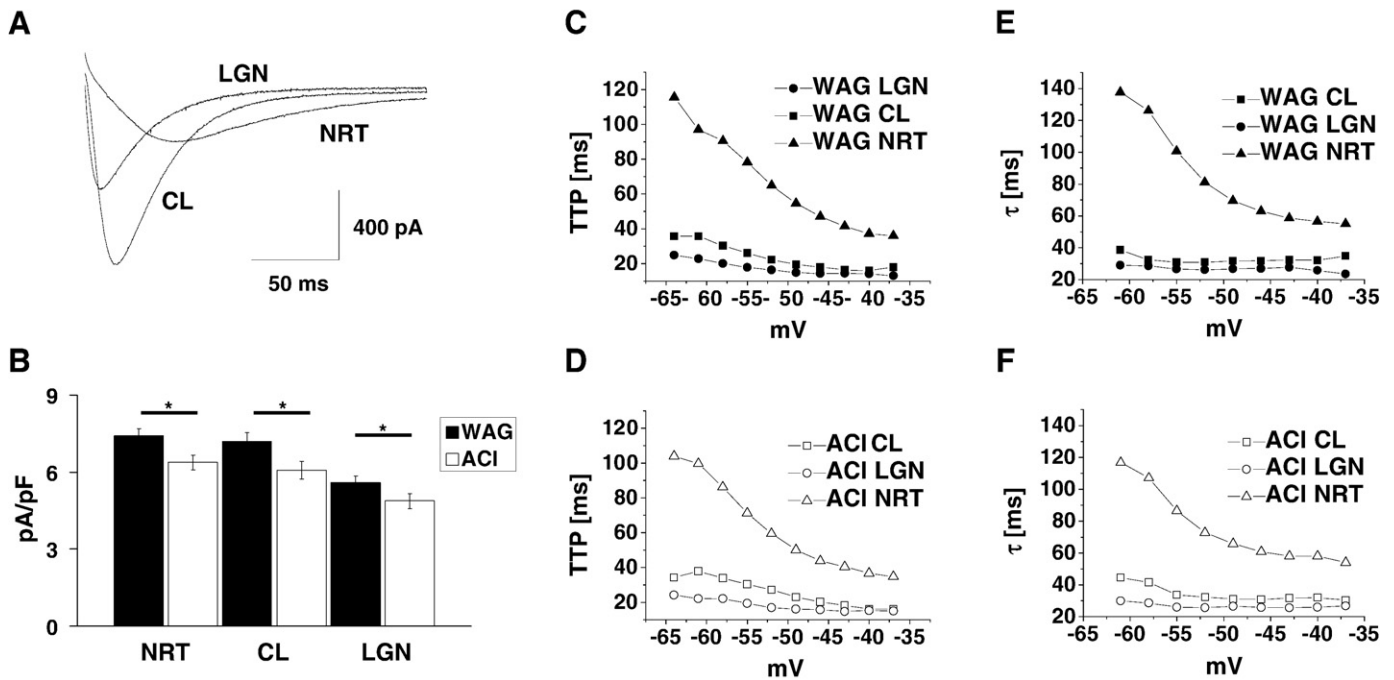 A
LGN
NRT
CL
400 pA
50 ms
B
9
6
3
0
pA/pF
*
*
*
WAG
ACI
NRT
CL
LGN
C
120
100
80
60
40
20
TTP [ms]
WAG LGN
WAG CL
WAG NRT
-65- 60 -55- -50 -45 -40 -35
mV
D
120
100
80
60
40
20
TTP [ms]
ACI CL
ACI LGN
ACI NRT
-65 -60 -55 -50 -45 -40 -35
mV
E
140
120
100
80
60
40
20
τ [ms]
WAG CL
WAG LGN
WAG NRT
-65 -60 -55 -50 -45 -40 -35
mV
F
140
120
100
80
60
40
20
τ [ms]
ACI CL
ACI LGN
ACI NRT
-65 -60 -55 -50 -45 -40 -35
mV